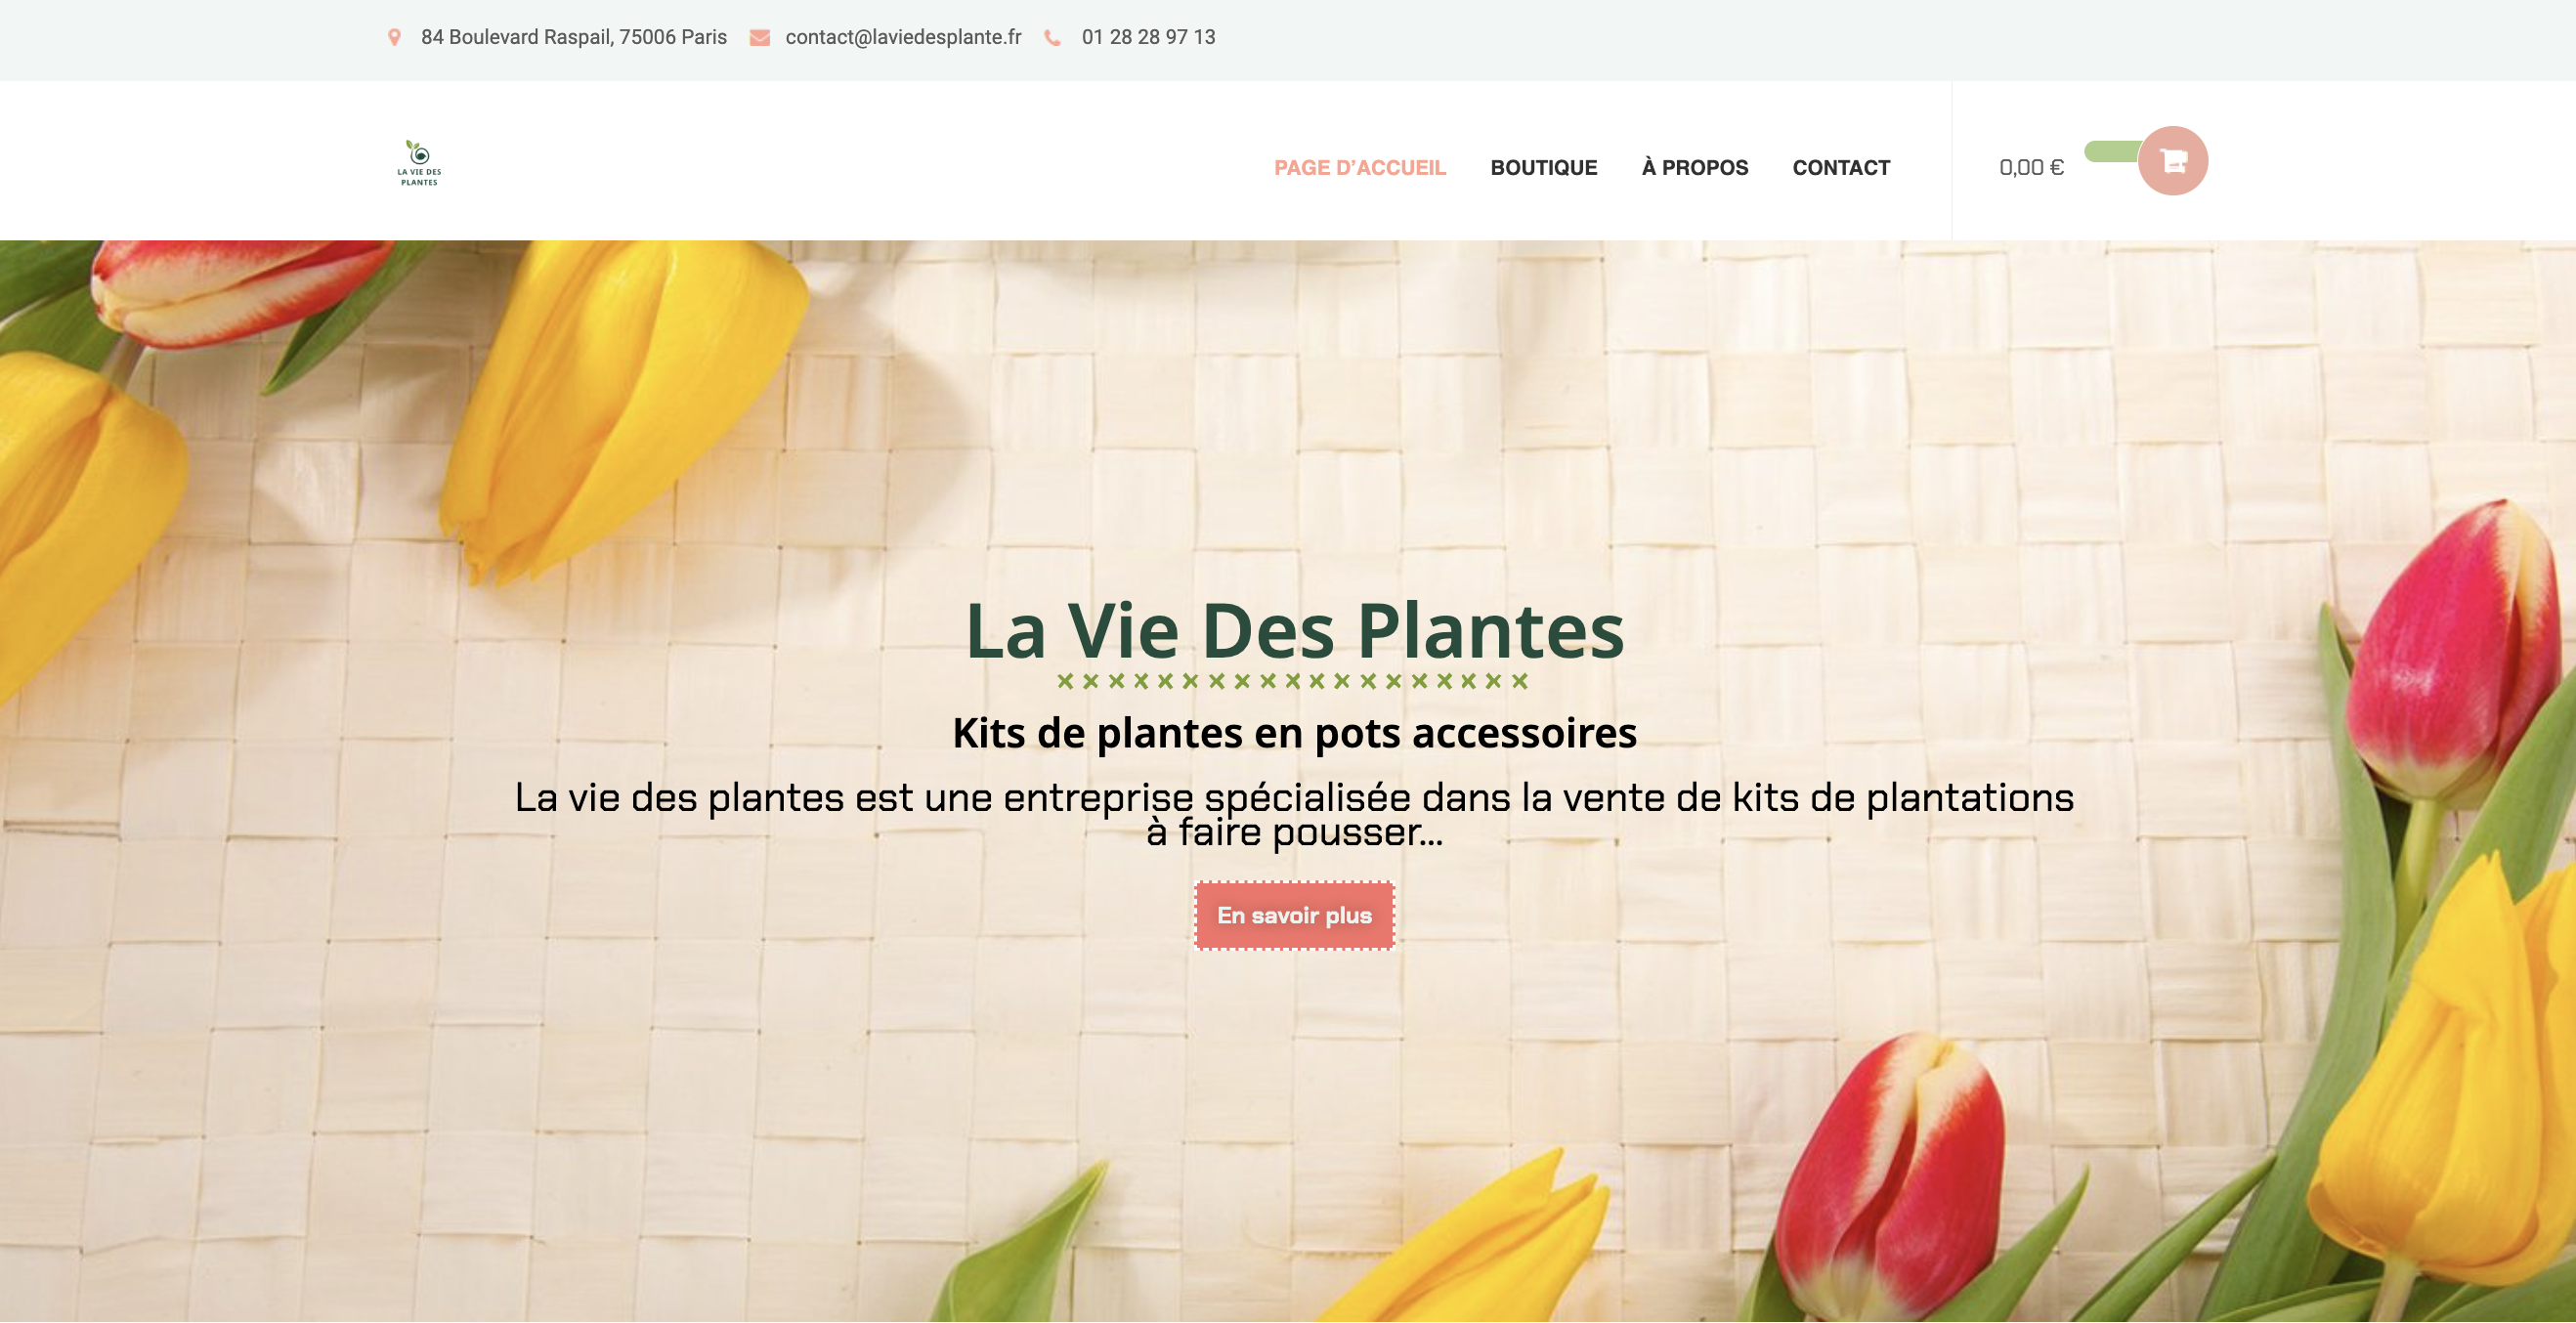 84 Boulevard Raspail, 75006 Paris contact@laviedesplante.fr 01 28 28 97 13
LA VIE DES
PLANTES
PAGE D’ACCUEIL BOUTIQUE À PROPOS CONTACT 0,00 €
La Vie Des Plantes
Kits de plantes en pots accessoires
La vie des plantes est une entreprise spécialisée dans la vente de kits de plantations
à faire pousser...
En savoir plus